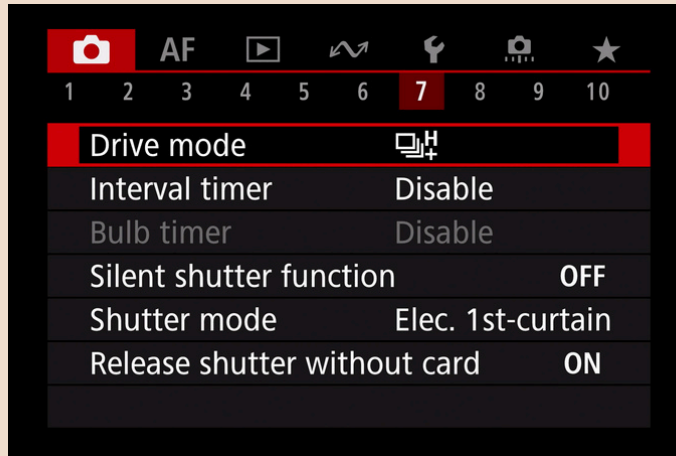 AF
1 2 3 4 5 6 7 8 9 10
Drive mode H+
Interval timer Disable
Bulb timer Disable
Silent shutter function OFF
Shutter mode Elec. 1st-curtain
Release shutter without card ON